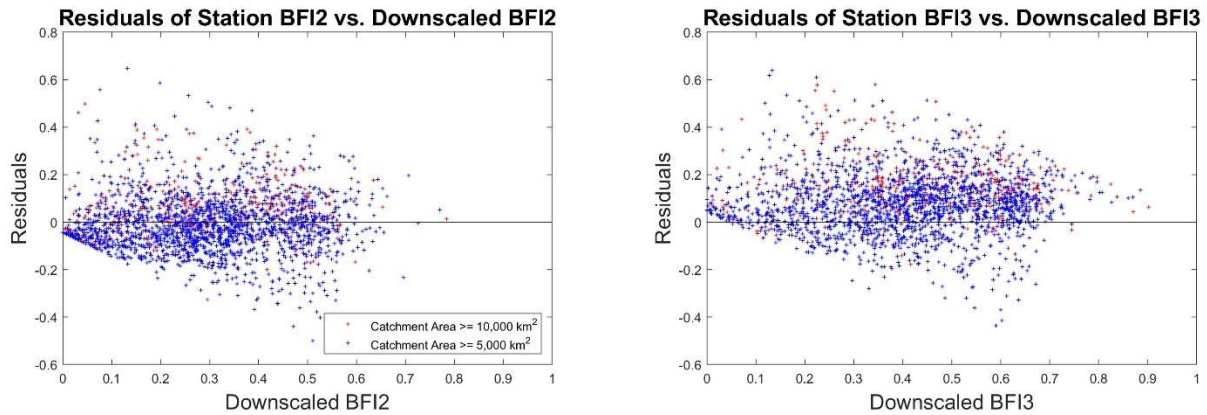 Residuals of Station BFI2 vs. Downscaled BFI2
0.8
0.6
0.4
0.2
0
-0.2
-0.4
-0.6
Residuals
0 0.1 0.2 0.3 0.4 0.5 0.6 0.7 0.8 0.9 1
Downscaled BFI2
Catchment Area >= 10,000 km²
Catchment Area >= 5,000 km²
Residuals of Station BFI3 vs. Downscaled BFI3
0.8
0.6
0.4
0.2
0
-0.2
-0.4
-0.6
Residuals
0 0.1 0.2 0.3 0.4 0.5 0.6 0.7 0.8 0.9 1
Downscaled BFI3